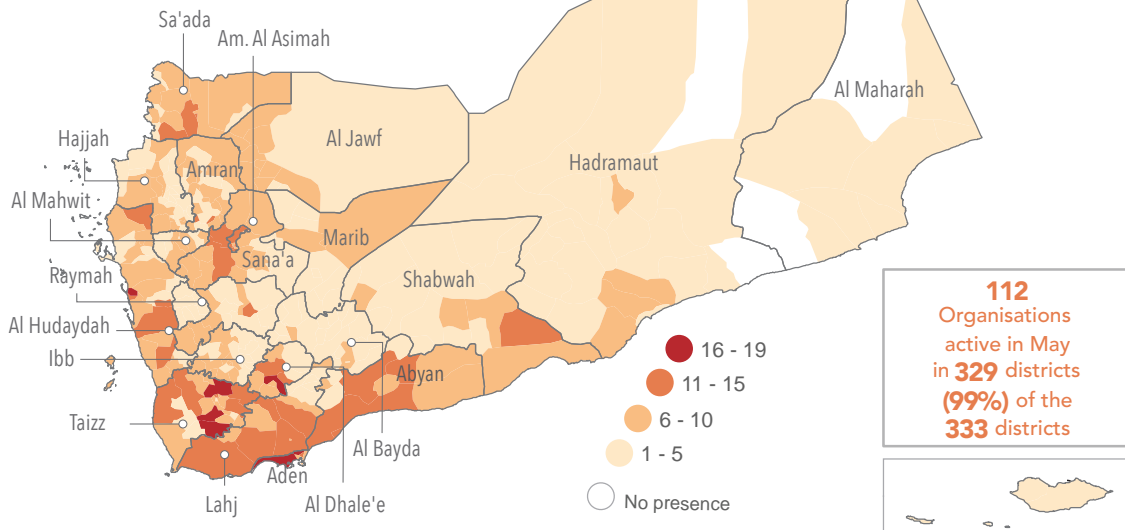 Sa'ada
Am. Al Asimah
Al Maharah
Hajjah
Al Jawf
Hadramaut
Amran
Al Mahwit
Marib
Sana'a
Raymah
Shabwah
112
Organisations
active in May
in 329 districts
(99%) of the
333 districts
Al Hudaydah
Ibb
16 - 19
11 - 15
6 - 10
1 - 5
No presence
Abyan
Taizz
Al Bayda
Aden
Lahj
Al Dhale'e